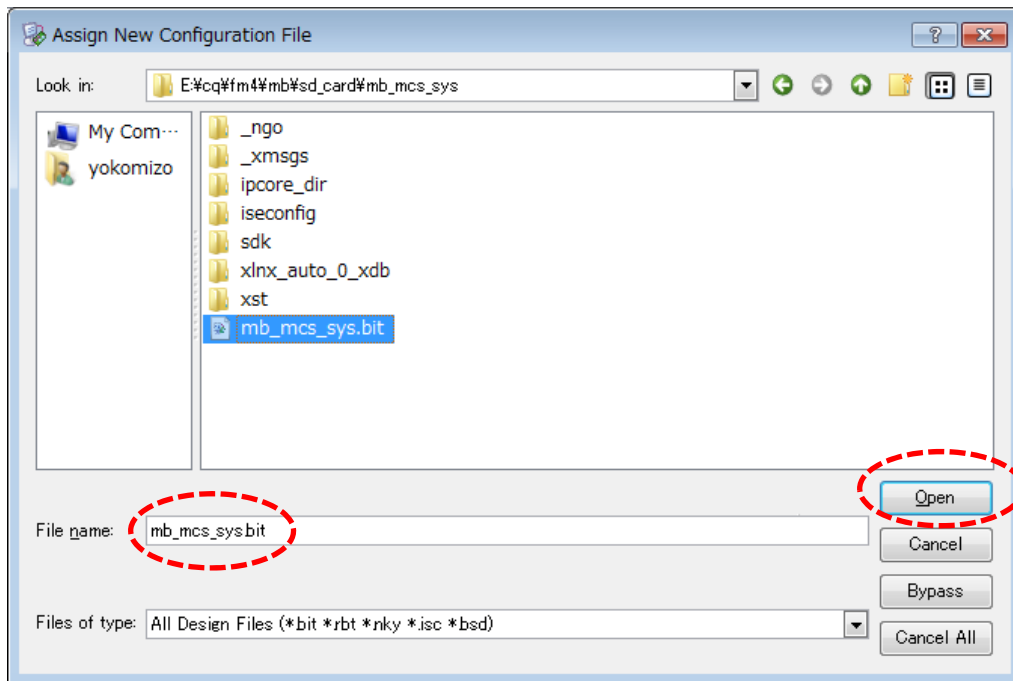 Assign New Configuration File
Look in: E:¥cq¥fm4¥mb¥sd_card¥mb_mcs_sys
My Com...
yokomizo
_ngo
_xmsgs
ipcore_dir
iseconfig
sdk
xlnx_auto_0_xdb
xst
mb_mcs_sys.bit
Open
File name: mb_mcs_sys.bit
Cancel
Bypass
Files of type: All Design Files (*.bit *.rbt *.nky *.isc *.bsd)
Cancel All